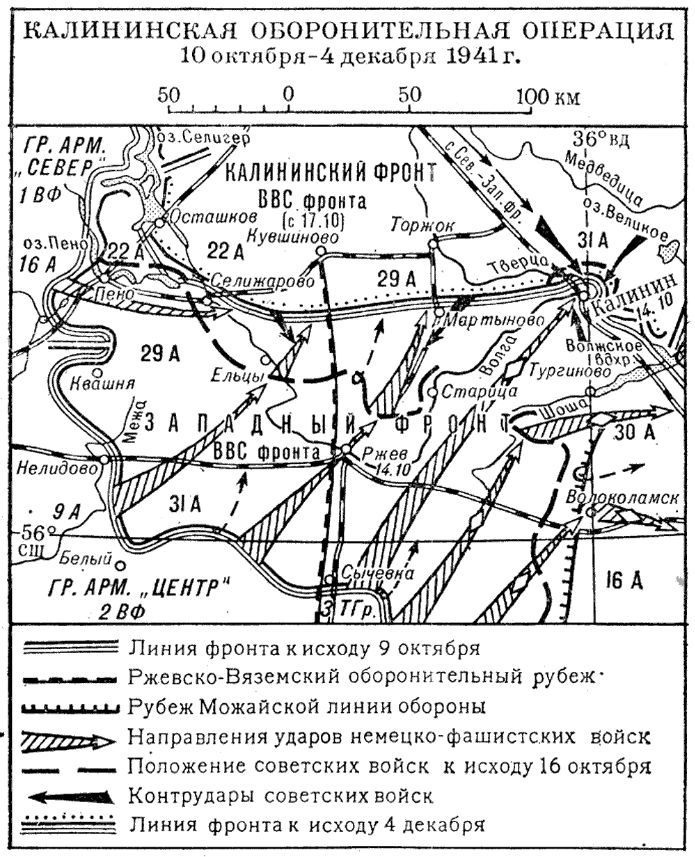 КАЛИНИНСКАЯ ОБОРОНИТЕЛЬНАЯ ОПЕРАЦИЯ
10 октября-4 декабря 1941 г.
50 0 50 100 км
ГР. АРМ.
„СЕВЕР"
1 ВФ
оз. Селигер
КАЛИНИНСКИЙ ФРОНТ
ВВС фронта
(с 17.10)
с Сев.-Зап. фр.
36° вд
Медведица
оз. Великое
Осташков
Кувшиново
Торжок
31 А
оз. Пено
22 А
22 А
16 А
Тверца
Селижарово
29 А
Калинин
14.10
Пено
Мартыново
Волжское
вдхр.
29 А
Волга
Тургиново
Квашня
Ельцы
Старица
Шоша
Межа
ЗАПАДНЫЙ ФРОНТ
30 А
ВВС фронта
Ржев
14.10
Нелидово
9 А
31 А
Волоколамск
56°
сш
Белый
Сычевка
16 А
ГР. АРМ. „ЦЕНТР"
2 ВФ
3 ТГр.
Линия фронта к исходу 9 октября
Ржевско-Вяземский оборонительный рубеж
Рубеж Можайской линии обороны
Направления ударов немецко-фашистских войск
Положение советских войск к исходу 16 октября
Контрудары советских войск
Линия фронта к исходу 4 декабря